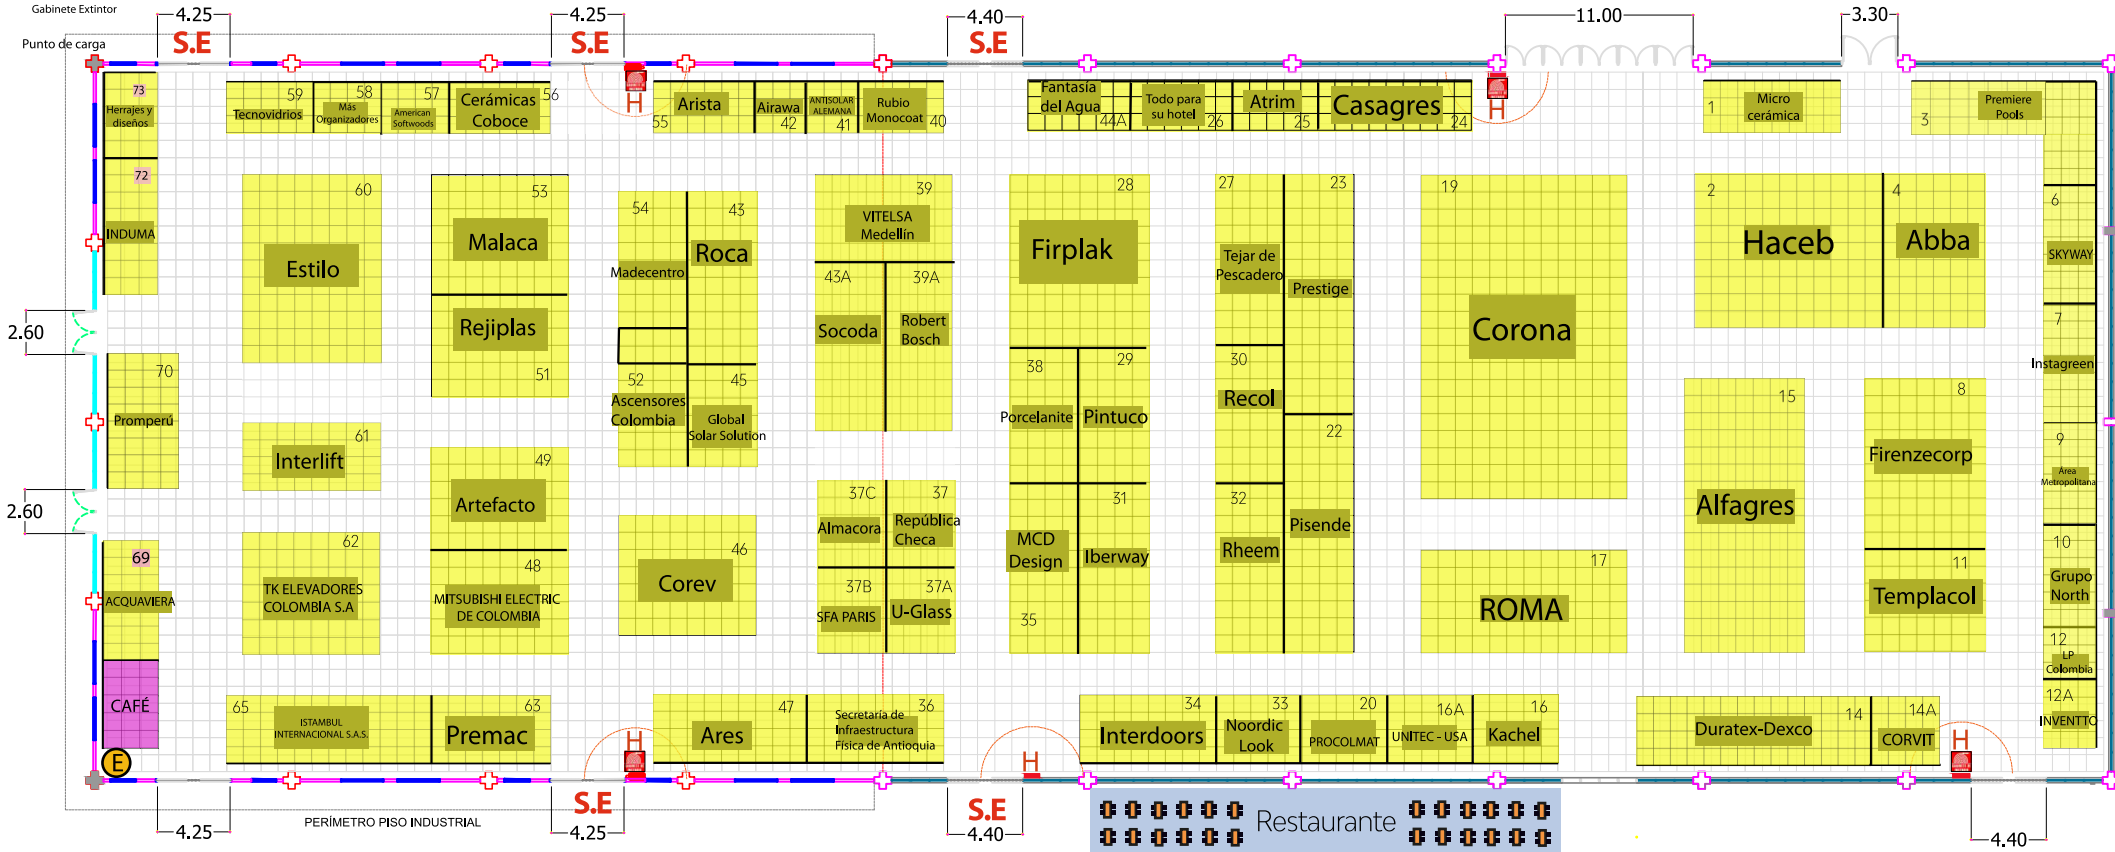 Gabinete Extintor
4.25
4.25
4.40
11.00
3.30
Punto de carga
S.E
S.E
S.E
H
H
73
Herrajes y
diseños
59
Tecnovidrios
58
Más
Organizadores
57
American
Softwoods
56
Cerámicas
Coboce
Arista
55
Airawa
42
ANTISOLAR
ALEMANA
41
Rubio
Monocoat
40
Fantasía
del Agua
44A
Todo para
su hotel
26
Atrim
25
Casagres
24
1
Micro
cerámica
3
Premiere
Pools
72
INDUMA
60
Estilo
53
Malaca
Rejiplas
51
54
Madecentro
43
Roca
52
Ascensores
Colombia
45
Global
Solar Solution
39
VITELSA
Medellín
43A
Socoda
39A
Robert
Bosch
28
Firplak
38
Porcelanite
29
Pintuco
27
Tejar de
Pescadero
23
Prestige
30
Recol
22
Pisende
32
Rheem
19
Corona
2
Haceb
4
Abba
6
SKYWAY
7
Instagreen
2.60
70
Promperú
2.60
61
Interlift
49
Artefacto
48
MITSUBISHI ELECTRIC
DE COLOMBIA
62
TK ELEVADORES
COLOMBIA S.A
46
Corev
37C
Almacora
37
República
Checa
37B
SFA PARIS
37A
U-Glass
MCD
Design
35
31
Iberway
17
ROMA
15
Alfagres
8
Firenzecorp
11
Templacol
9
Área
Metropolitana
10
Grupo
North
12
LP
Colombia
12A
INVENTTO
69
ACQUAVIERA
CAFÉ
E
65
ISTAMBUL
INTERNACIONAL S.A.S.
63
Premac
H
47
Ares
36
Secretaría de
Infraestructura
Física de Antioquia
H
34
Interdoors
33
Noordic
Look
20
PROCOLMAT
16A
UNITEC - USA
16
Kachel
Duratex-Dexco
14
14A
CORVIT
H
PERÍMETRO PISO INDUSTRIAL
S.E
S.E
Restaurante
4.25
4.25
4.40
4.40